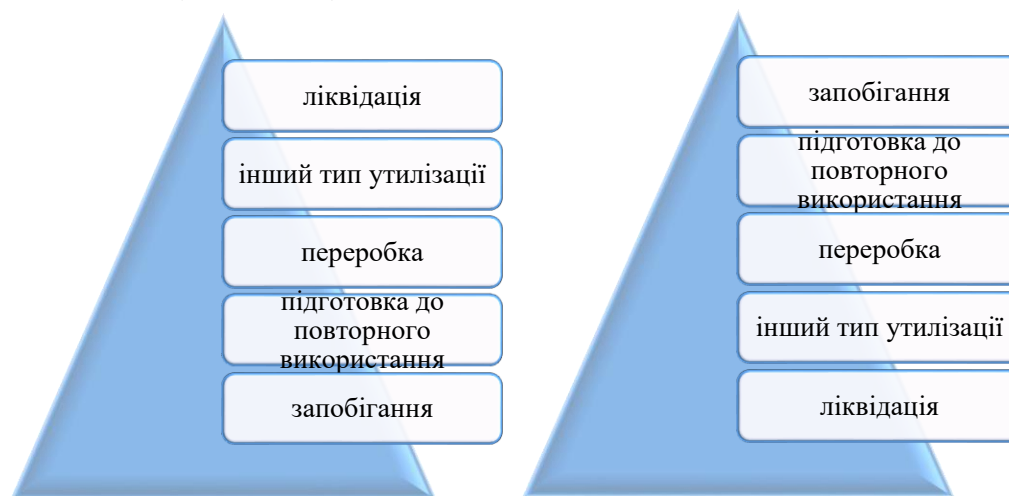 ліквідація
інший тип утилізації
переробка
підготовка до
повторного
використання
запобігання
запобігання
підготовка до
повторного
використання
переробка
інший тип утилізації
ліквідація